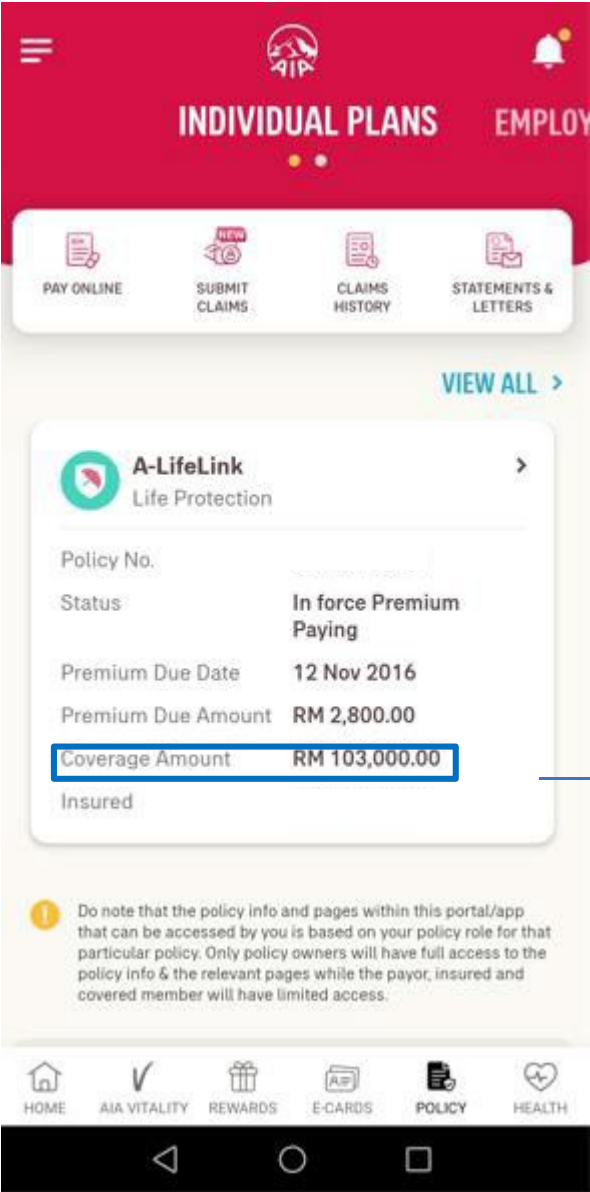 AIA
INDIVIDUAL PLANS
EMPLOY
PAY ONLINE
NEW
SUBMIT
CLAIMS
CLAIMS
HISTORY
STATEMENTS &
LETTERS
VIEW ALL >
A-LifeLink
Life Protection
Policy No.
Status In force Premium
Paying
Premium Due Date 12 Nov 2016
Premium Due Amount RM 2,800.00
Coverage Amount RM 103,000.00
Insured
Do note that the policy info and pages within this portal/app
that can be accessed by you is based on your policy role for that
particular policy. Only policy owners will have full access to the
policy info & the relevant pages while the payor, insured and
covered member will have limited access.
HOME AIA VITALITY REWARDS E-CARDS POLICY HEALTH